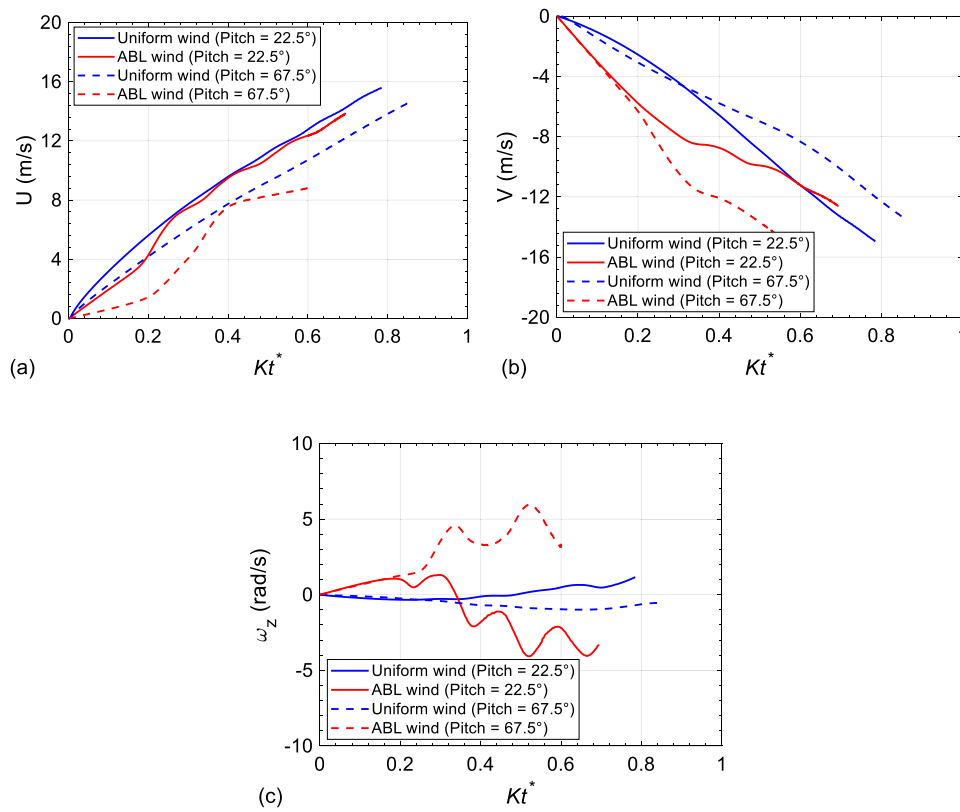 20
16
12
8
4
0
U (m/s)
Uniform wind (Pitch = 22.5°)
ABL wind (Pitch = 22.5°)
Uniform wind (Pitch = 67.5°)
ABL wind (Pitch = 67.5°)
0 0.2 0.4 0.6 0.8 1
Kt*
(a)
0
-4
-8
-12
-16
-20
V (m/s)
Uniform wind (Pitch = 22.5°)
ABL wind (Pitch = 22.5°)
Uniform wind (Pitch = 67.5°)
ABL wind (Pitch = 67.5°)
0 0.2 0.4 0.6 0.8 1
Kt*
(b)
10
5
0
-5
-10
ωz (rad/s)
Uniform wind (Pitch = 22.5°)
ABL wind (Pitch = 22.5°)
Uniform wind (Pitch = 67.5°)
ABL wind (Pitch = 67.5°)
0 0.2 0.4 0.6 0.8 1
Kt*
(c)